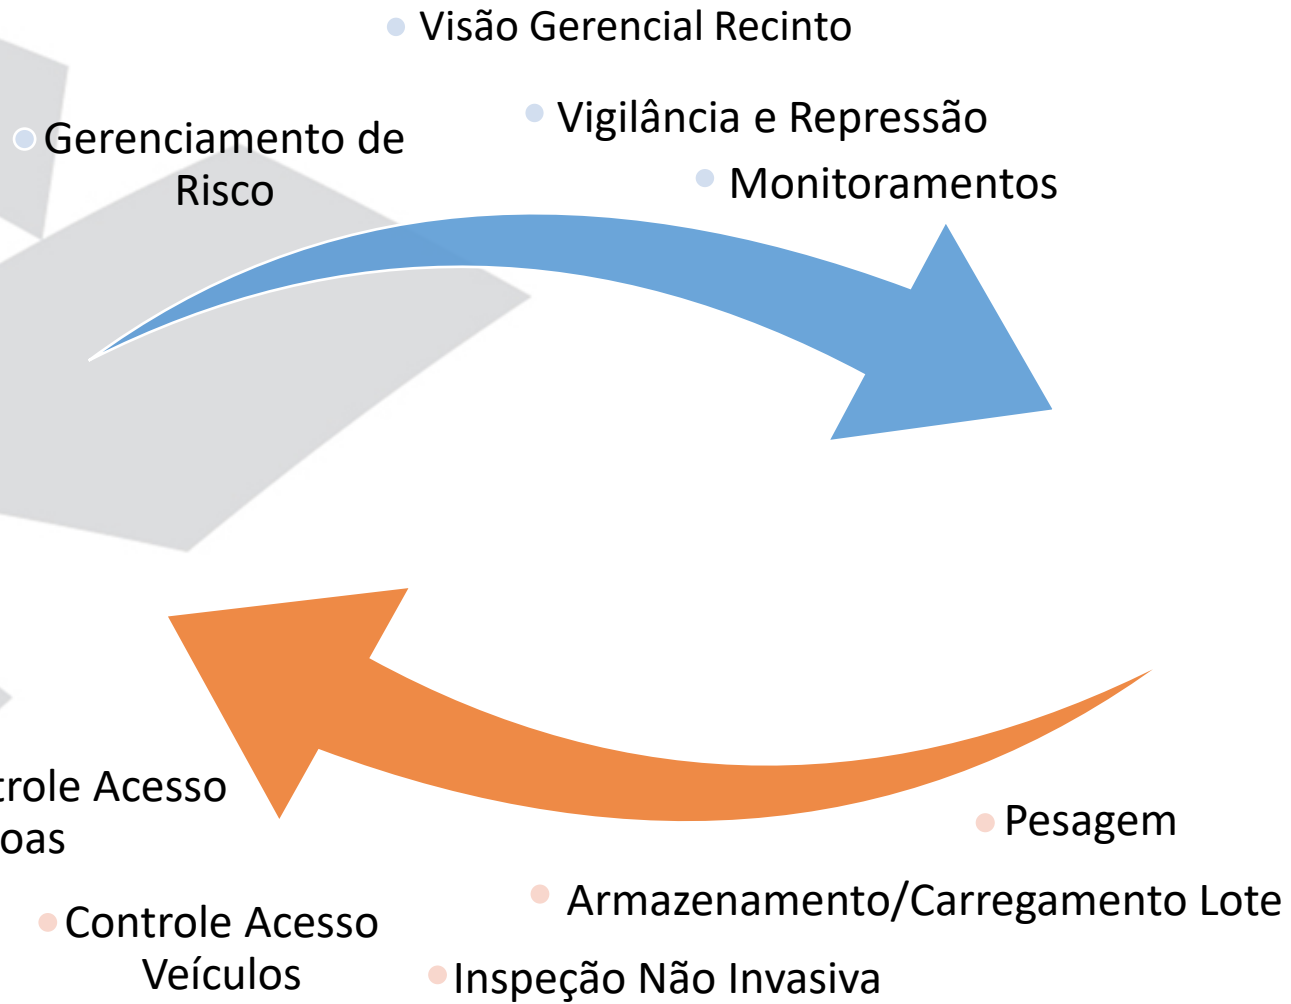 Visão Gerencial Recinto
Vigilância e Repressão
Gerenciamento de
Risco
Monitoramentos
trole Acesso
oas
Pesagem
Armazenamento/Carregamento Lote
Controle Acesso
Veículos
Inspeção Não Invasiva